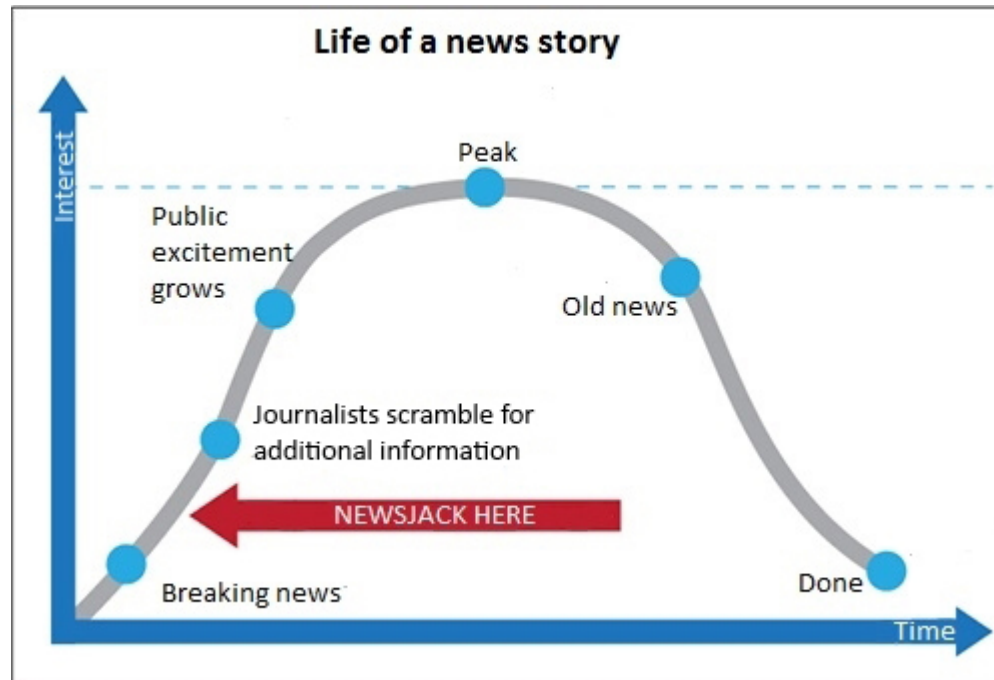 Life of a news story
Interest
Peak
Public
excitement
grows
Old news
Journalists scramble for
additional information
NEWSJACK HERE
Breaking news
Done
Time